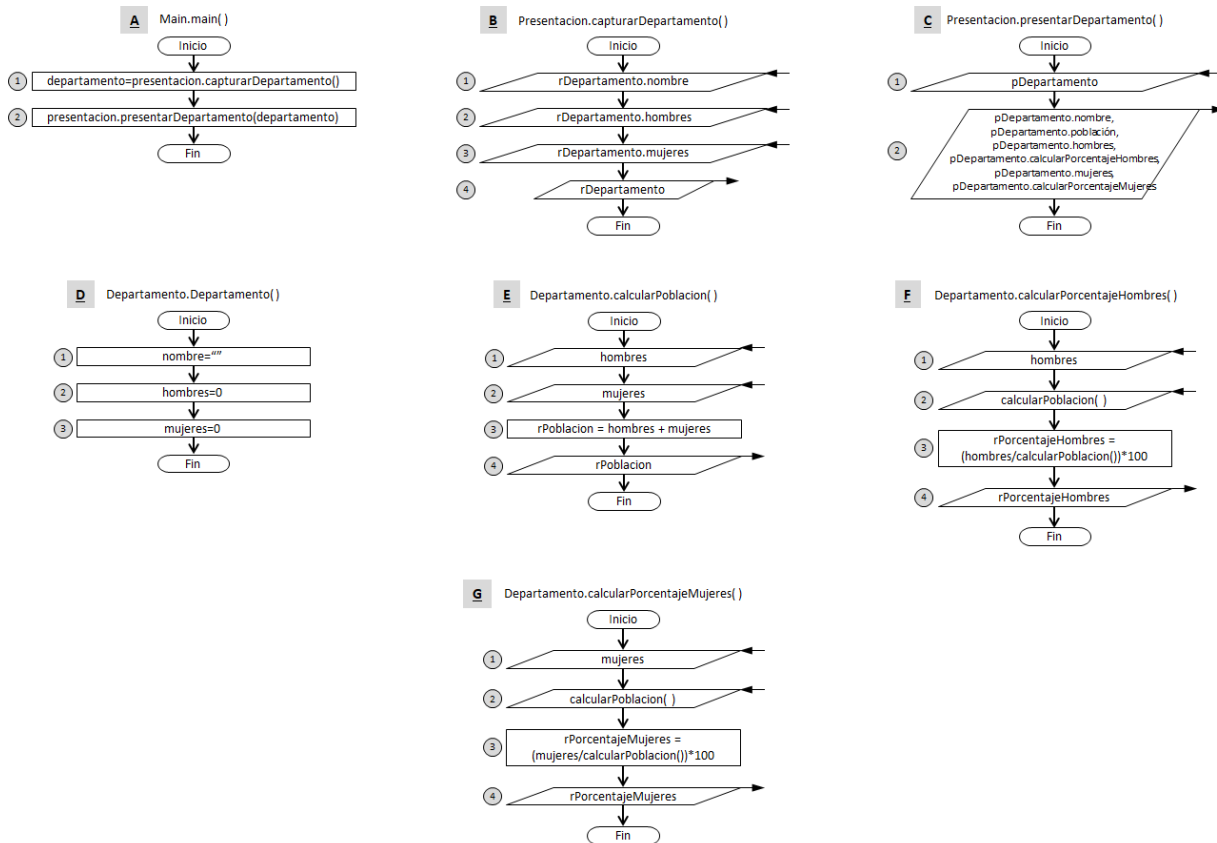 A Main.main( )
Inicio
1 departamento=presentacion.capturarDepartamento()
2 presentacion.presentarDepartamento(departamento)
Fin
B Presentacion.capturarDepartamento( )
Inicio
1 rDepartamento.nombre
2 rDepartamento.hombres
3 rDepartamento.mujeres
4 rDepartamento
Fin
C Presentacion.presentarDepartamento( )
Inicio
1 pDepartamento
2 pDepartamento.nombre,
pDepartamento.población,
pDepartamento.hombres,
pDepartamento.calcularPorcentajeHombres,
pDepartamento.mujeres,
pDepartamento.calcularPorcentajeMujeres
Fin
D Departamento.Departamento( )
Inicio
1 nombre=“”
2 hombres=0
3 mujeres=0
Fin
E Departamento.calcularPoblacion( )
Inicio
1 hombres
2 mujeres
3 rPoblacion = hombres + mujeres
4 rPoblacion
Fin
F Departamento.calcularPorcentajeHombres( )
Inicio
1 hombres
2 calcularPoblacion( )
3 rPorcentajeHombres =
(hombres/calcularPoblacion())*100
4 rPorcentajeHombres
Fin
G Departamento.calcularPorcentajeMujeres( )
Inicio
1 mujeres
2 calcularPoblacion( )
3 rPorcentajeMujeres =
(mujeres/calcularPoblacion())*100
4 rPorcentajeMujeres
Fin